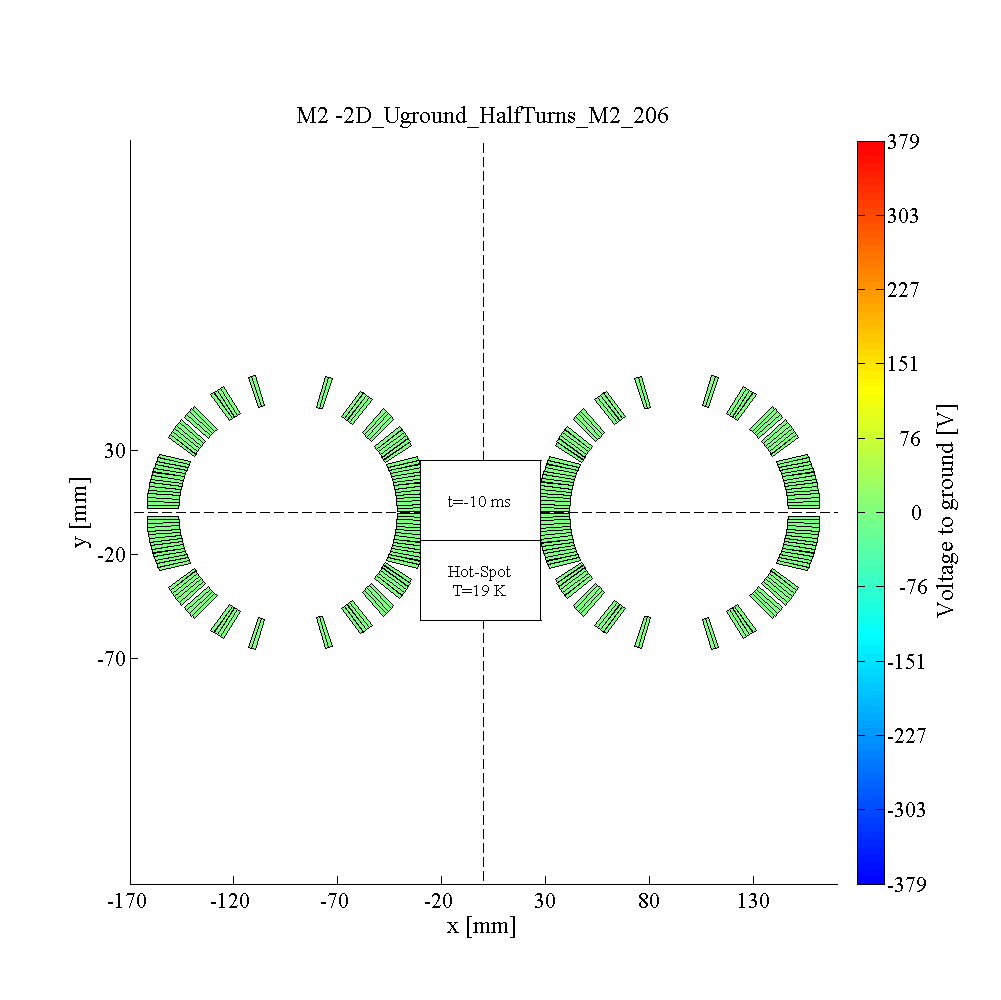 M2 -2D_Uground_HalfTurns_M2_206
379
303
227
151
76
0
-76
-151
-227
-303
-379
Voltage to ground [V]
30
-20
-70
y [mm]
t=-10 ms
Hot-Spot
T=19 K
-170 -120 -70 -20 30 80 130
x [mm]